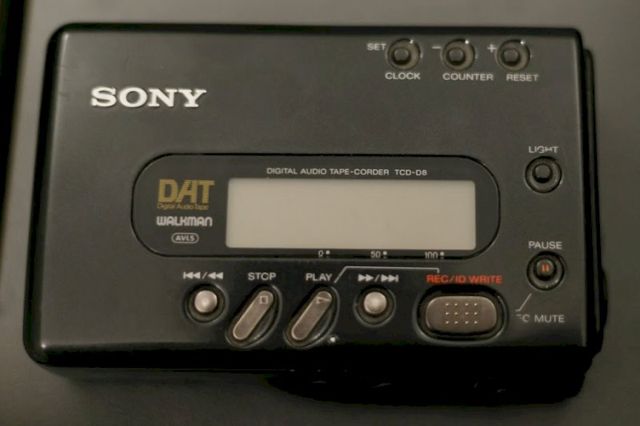 SET
− +
CLOCK COUNTER RESET
SONY
LIGHT
DIGITAL AUDIO TAPE-CORDER TCD-D8
DAT
Digital Audio Tape
WALKMAN
AVLS
0 50 100
PAUSE
STOP PLAY REC/ID WRITE
MUTE